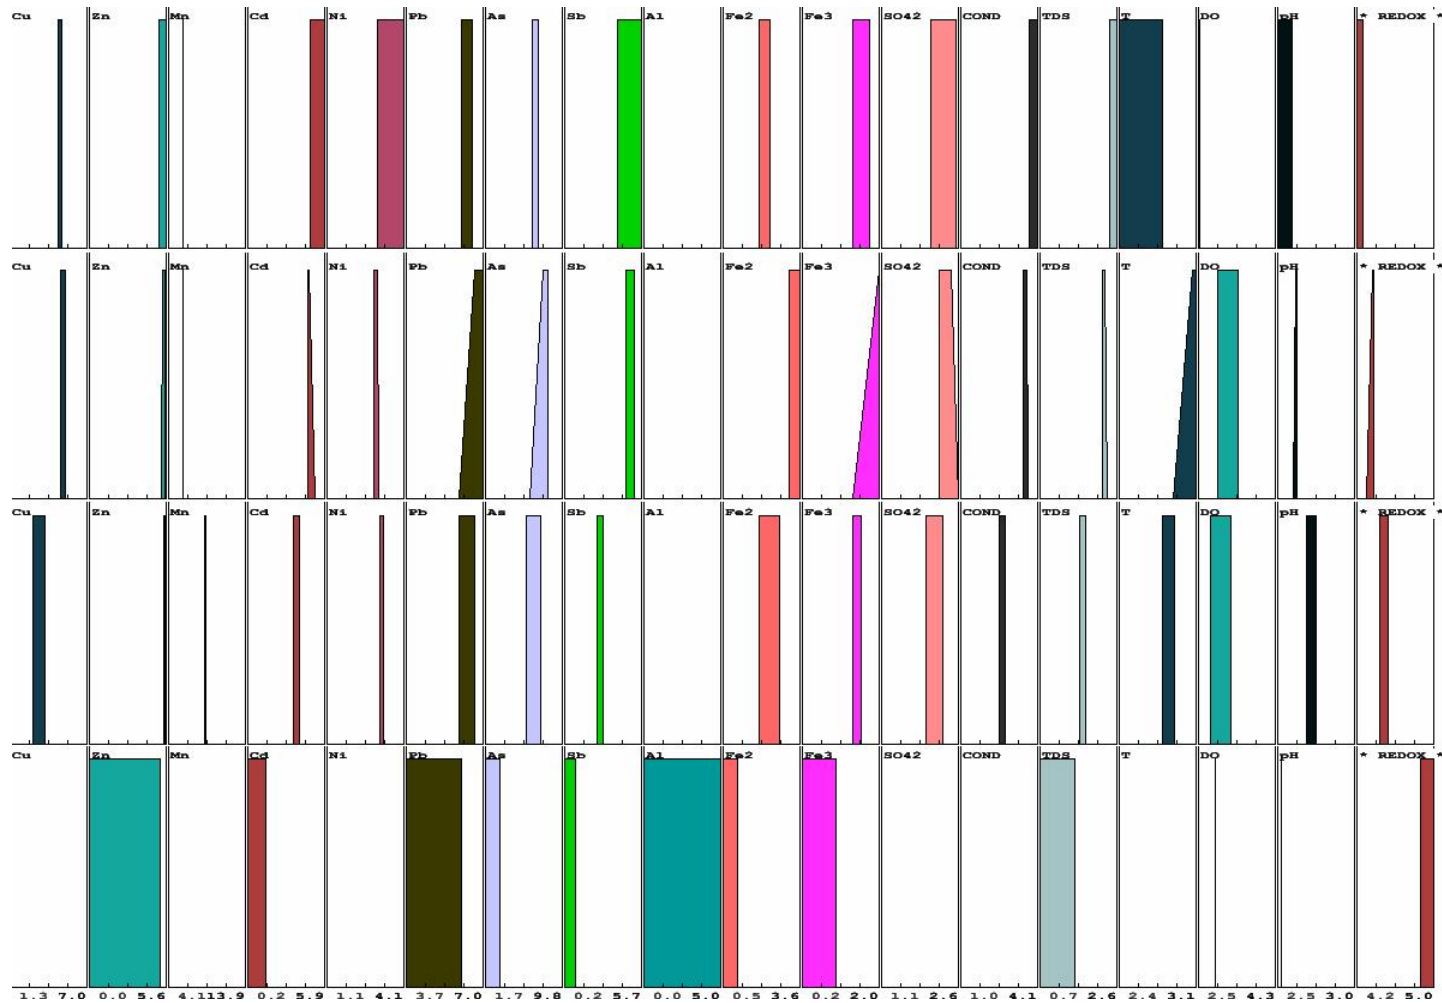 Cu Zn Mn Cd Ni Pb As Sb Al Fe2 Fe3 SO42 COND TDS T DO pH * REDOX *
Cu Zn Mn Cd Ni Pb As Sb Al Fe2 Fe3 SO42 COND TDS T DO pH * REDOX *
Cu Zn Mn Cd Ni Pb As Sb Al Fe2 Fe3 SO42 COND TDS T DO pH * REDOX *
Cu Zn Mn Cd Ni Pb As Sb Al Fe2 Fe3 SO42 COND TDS T DO pH * REDOX *
1.3 7.0 0.0 5.6 4.1 13.9 0.2 5.9 1.1 4.1 3.7 7.0 1.7 9.8 0.2 5.7 0.0 5.0 0.5 3.6 0.2 2.0 1.1 2.6 1.0 4.1 0.7 2.6 2.4 3.1 2.5 4.3 2.5 3.0 4.2 5.0